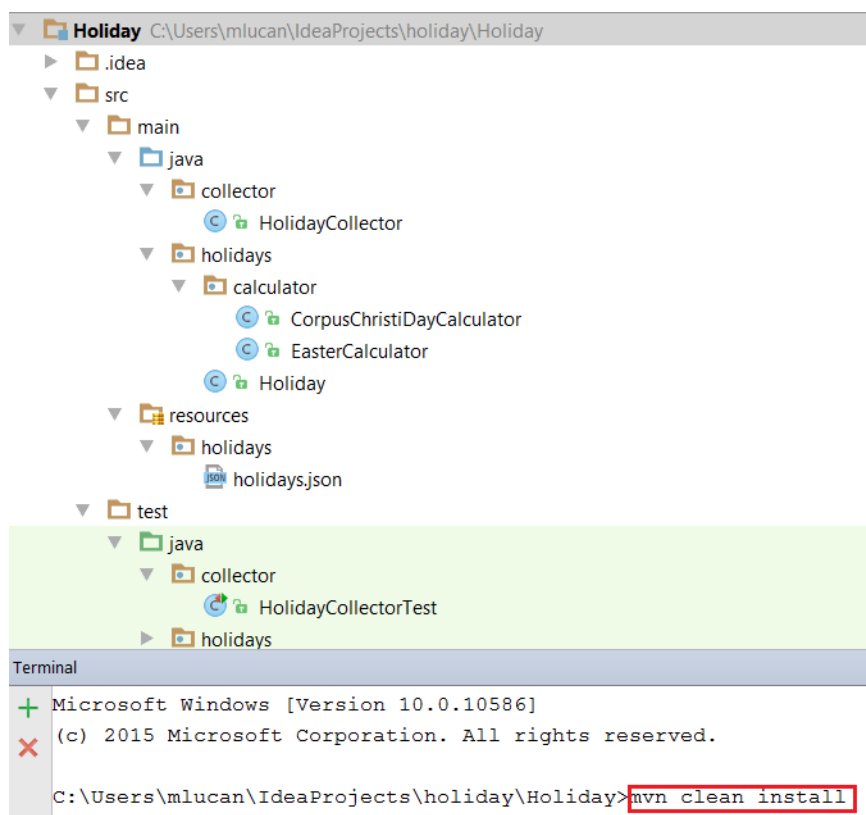 Holiday C:\Users\mlucan\IdeaProjects\holiday\Holiday
.idea
src
main
java
collector
C HolidayCollector
holidays
calculator
C CorpusChristiDayCalculator
C EasterCalculator
C Holiday
resources
holidays
JSON holidays.json
test
java
collector
C HolidayCollectorTest
holidays
Terminal
Microsoft Windows [Version 10.0.10586]
(c) 2015 Microsoft Corporation. All rights reserved.
C:\Users\mlucan\IdeaProjects\holiday\Holiday>mvn clean install